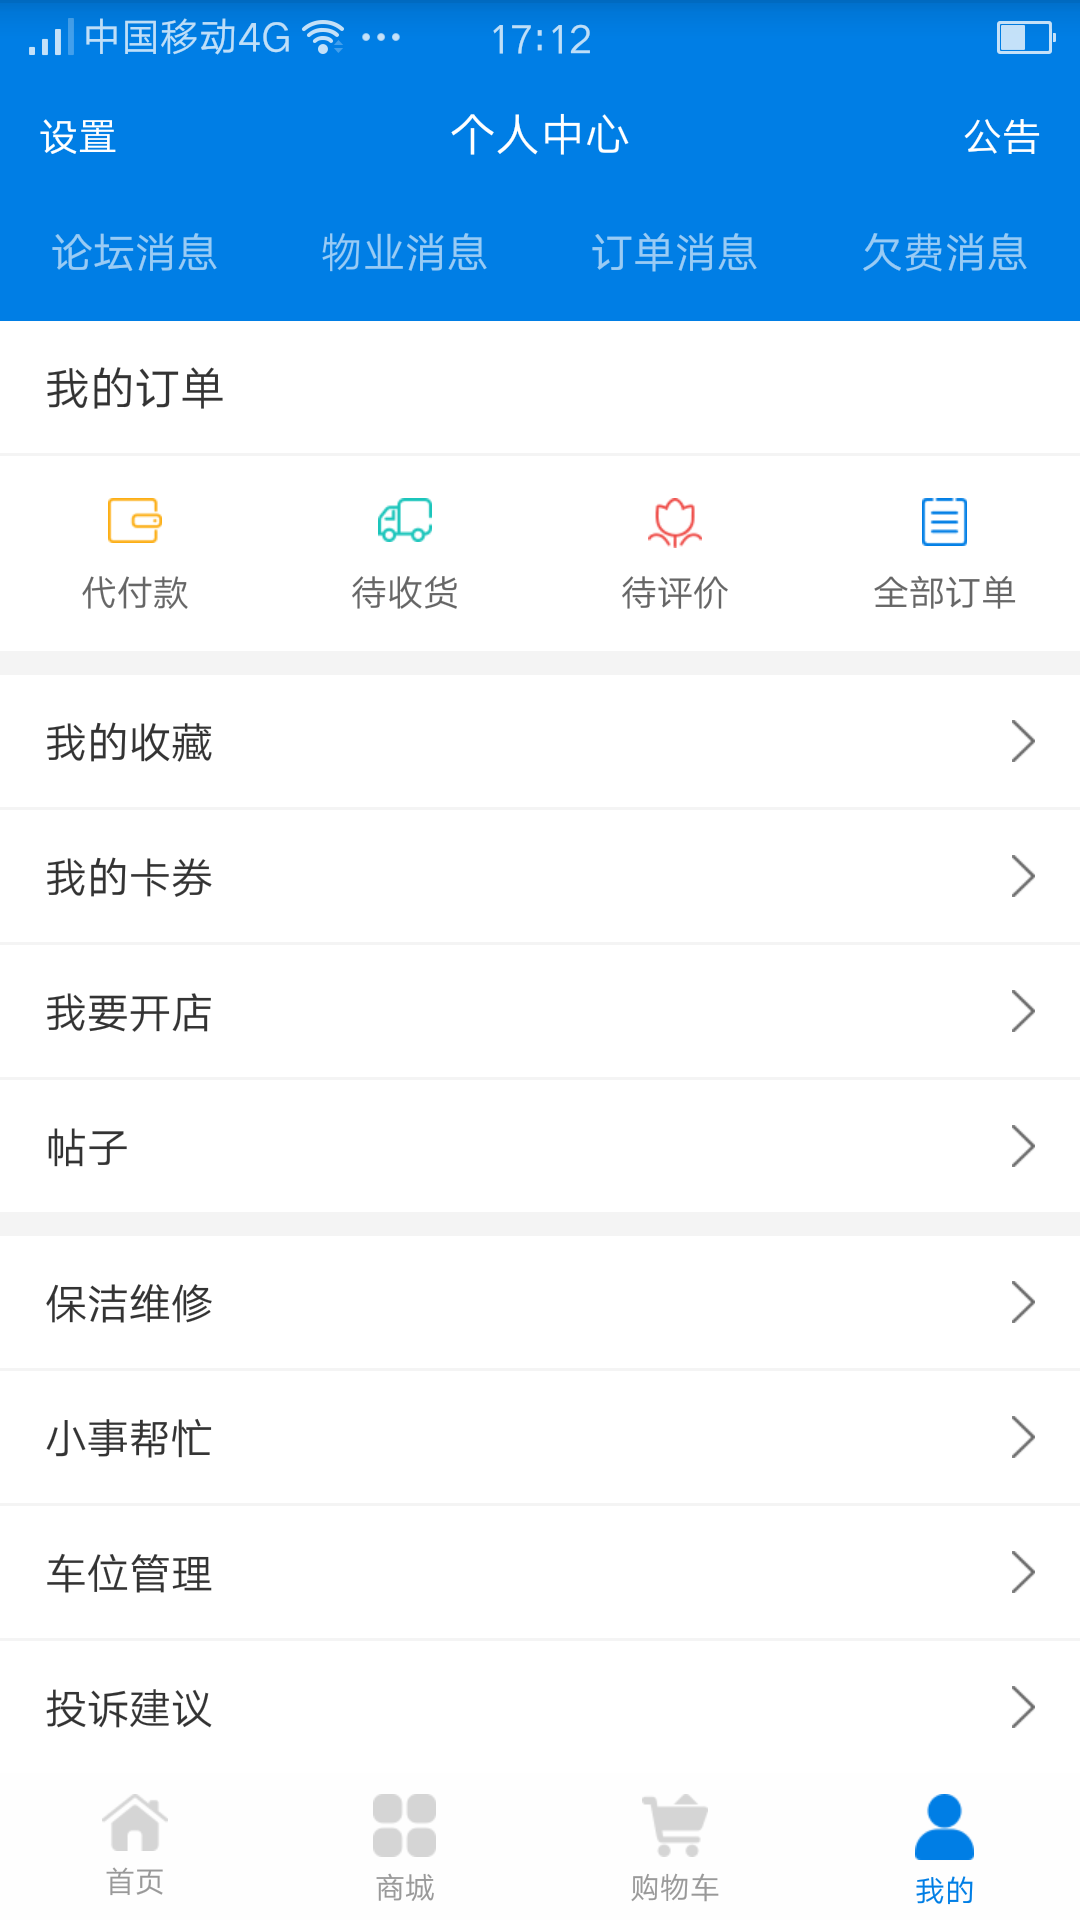 中国移动4G 17:12
设置 个人中心 公告
论坛消息 物业消息 订单消息 欠费消息
我的订单
代付款 待收货 待评价 全部订单
我的收藏
我的卡券
我要开店
帖子
保洁维修
小事帮忙
车位管理
投诉建议
首页 商城 购物车 我的